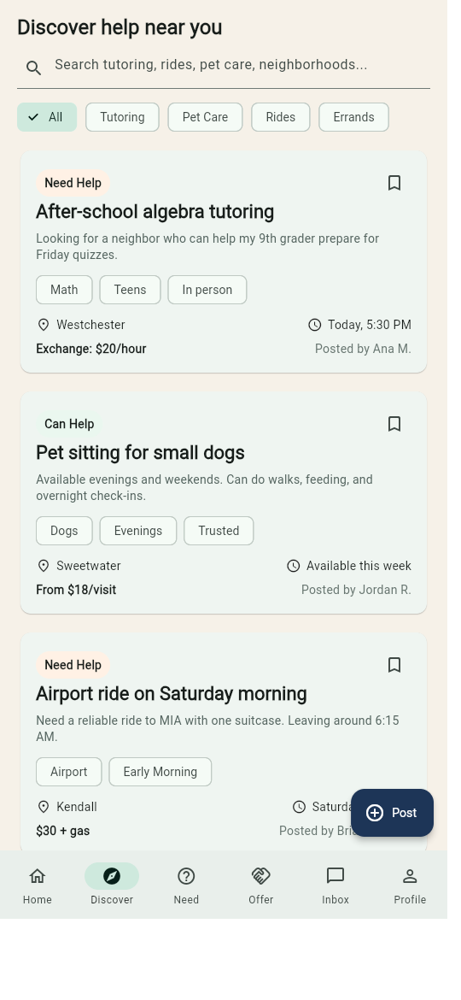 Discover help near you
Search tutoring, rides, pet care, neighborhoods...
All
Tutoring
Pet Care
Rides
Errands
Need Help
After-school algebra tutoring
Looking for a neighbor who can help my 9th grader prepare for
Friday quizzes.
Math
Teens
In person
Westchester
Today, 5:30 PM
Exchange: $20/hour
Posted by Ana M.
Can Help
Pet sitting for small dogs
Available evenings and weekends. Can do walks, feeding, and
overnight check-ins.
Dogs
Evenings
Trusted
Sweetwater
Available this week
From $18/visit
Posted by Jordan R.
Need Help
Airport ride on Saturday morning
Need a reliable ride to MIA with one suitcase. Leaving around 6:15
AM.
Airport
Early Morning
Kendall
$30 + gas
Posted by
Post
Home
Discover
Need
Offer
Inbox
Profile